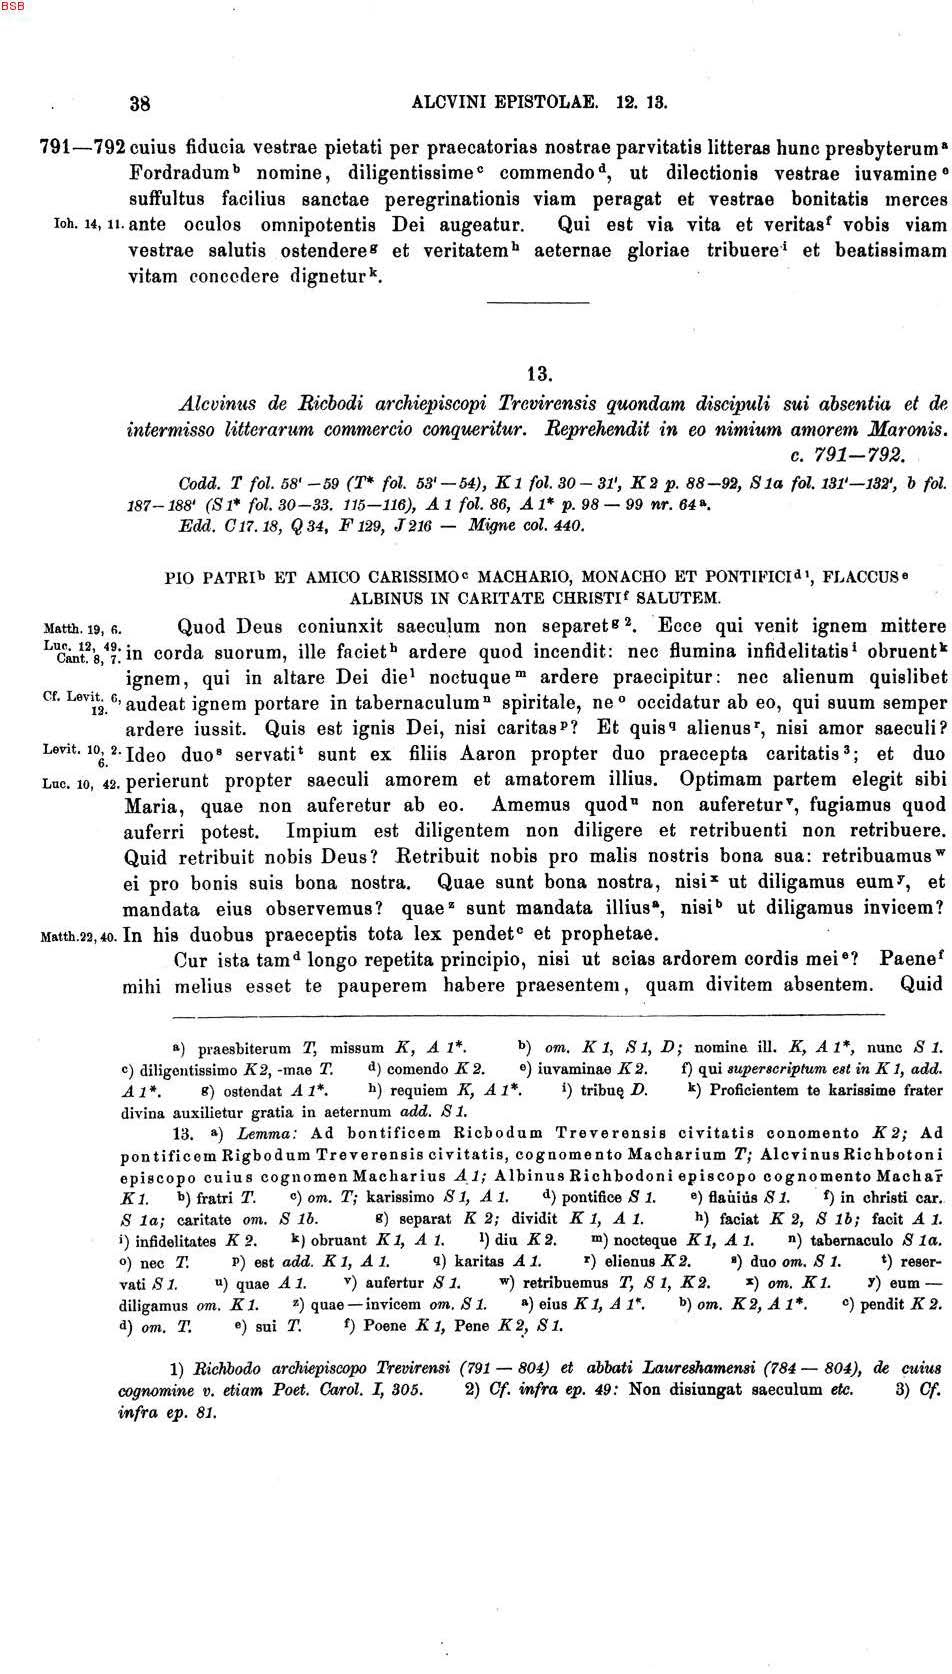 BSB
38 ALCVINI EPISTOLAE. 12. 13.
791—792 cuius fiducia vestrae pietati per praecatorias nostrae parvitatis litteras hunc presbyterum a
Fordradum b nomine, diligentissime c commendo d, ut dilectionis vestrae iuvamine e
suffultus facilius sanctae peregrinationis viam peragat et vestrae bonitatis merces
Ioh. 14, 11. ante oculos omnipotentis Dei augeatur. Qui est via vita et veritas f vobis viam
vestrae salutis ostendere g et veritatem h aeternae gloriae tribuere i et beatissimam
vitam concedere dignetur k.
13.
Alcvinus de Richodi archiepiscopi Trevirensis quondam discipuli sui absentia et de
intermisso litterarum commercio conqueritur. Reprehendit in eo nimium amorem Maronis.
c. 791—792.
Codd. T fol. 58' —59 (T* fol. 53' —54), K 1 fol. 30 — 31', K 2 p. 88—92, S 1a fol. 131'—132', b fol.
187—188' (S 1* fol. 30—33. 115—116), A 1 fol. 86, A 1* p. 98 — 99 nr. 64 a.
Edd. C 17. 18, Q 34, F 129, J 216 — Migne col. 440.
PIO PATRI b ET AMICO CARISSIMO c MACHARIO, MONACHO ET PONTIFICI d 1, FLACCUS e
ALBINUS IN CARITATE CHRISTI f SALUTEM.
Matth. 19, 6. Quod Deus coniunxit saeculum non separet g 2. Ecce qui venit ignem mittere
Luc. 12, 49. Cant. 8, 7. in corda suorum, ille faciet h ardere quod incendit: nec flumina infidelitatis i obruent k
ignem, qui in altare Dei die l noctuque m ardere praecipitur: nec alienum quislibet
Cf. Levit. 6, 12. audeat ignem portare in tabernaculum n spiritale, ne o occidatur ab eo, qui suum semper
ardere iussit. Quis est ignis Dei, nisi caritas p? Et quis q alienus r, nisi amor saeculi?
Levit. 10, 2. 6. Ideo duo s servati t sunt ex filiis Aaron propter duo praecepta caritatis 3; et duo
Luc. 10, 42. perierunt propter saeculi amorem et amatorem illius. Optimam partem elegit sibi
Maria, quae non auferetur ab eo. Amemus quod u non auferetur v, fugiamus quod
auferri potest. Impium est diligentem non diligere et retribuenti non retribuere.
Quid retribuit nobis Deus? Retribuit nobis pro malis nostris bona sua: retribuamus w
ei pro bonis suis bona nostra. Quae sunt bona nostra, nisi x ut diligamus eum y, et
mandata eius observemus? quae z sunt mandata illius a, nisi b ut diligamus invicem?
Matth. 22, 40. In his duobus praeceptis tota lex pendet c et prophetae.
Cur ista tam d longo repetita principio, nisi ut scias ardorem cordis mei e? Paene f
mihi melius esset te pauperem habere praesentem, quam divitem absentem. Quid
a) praesbiterum T, missum K, A 1*. b) om. K 1, S 1, D; nomine ill. K, A 1*, nunc S 1.
c) diligentissimo K 2, -mae T. d) comendo K 2. e) iuvaminae K 2. f) qui superscriptum est in K 1, add.
A 1*. g) ostendat A 1*. h) requiem K, A 1*. i) tribuę D. k) Proficientem te karissime frater
divina auxilietur gratia in aeternum add. S 1.
13. a) Lemma: Ad bontificem Ricbodum Treverensis civitatis conomento K 2; Ad
pontificem Rigbodum Treverensis civitatis, cognomento Macharium T; Alcvinus Richbotoni
episcopo cuius cognomen Macharius A 1; Albinus Richbodoni episcopo cognomento Machar̄
K 1. b) fratri T. c) om. T; karissimo S 1, A 1. d) pontifice S 1. e) flauius S 1. f) in christi car.
S 1a; caritate om. S 1b. g) separat K 2; dividit K 1, A 1. h) faciat K 2, S 1b; facit A 1.
i) infidelitates K 2. k) obruant K 1, A 1. l) diu K 2. m) nocteque K 1, A 1. n) tabernaculo S 1a.
o) nec T. p) est add. K 1, A 1. q) karitas A 1. r) elienus K 2. s) duo om. S 1. t) reser-
vati S 1. u) quae A 1. v) aufertur S 1. w) retribuemus T, S 1, K 2. x) om. K 1. y) eum —
diligamus om. K 1. z) quae — invicem om. S 1. a) eius K 1, A 1*. b) om. K 2, A 1*. c) pendit K 2.
d) om. T. e) sui T. f) Poene K 1, Pene K 2, S 1.
1) Richbodo archiepiscopo Trevirensi (791 — 804) et abbati Laureshamensi (784 — 804), de cuius
cognomine v. etiam Poet. Carol. I, 305. 2) Cf. infra ep. 49: Non disiungat saeculum etc. 3) Cf.
infra ep. 81.